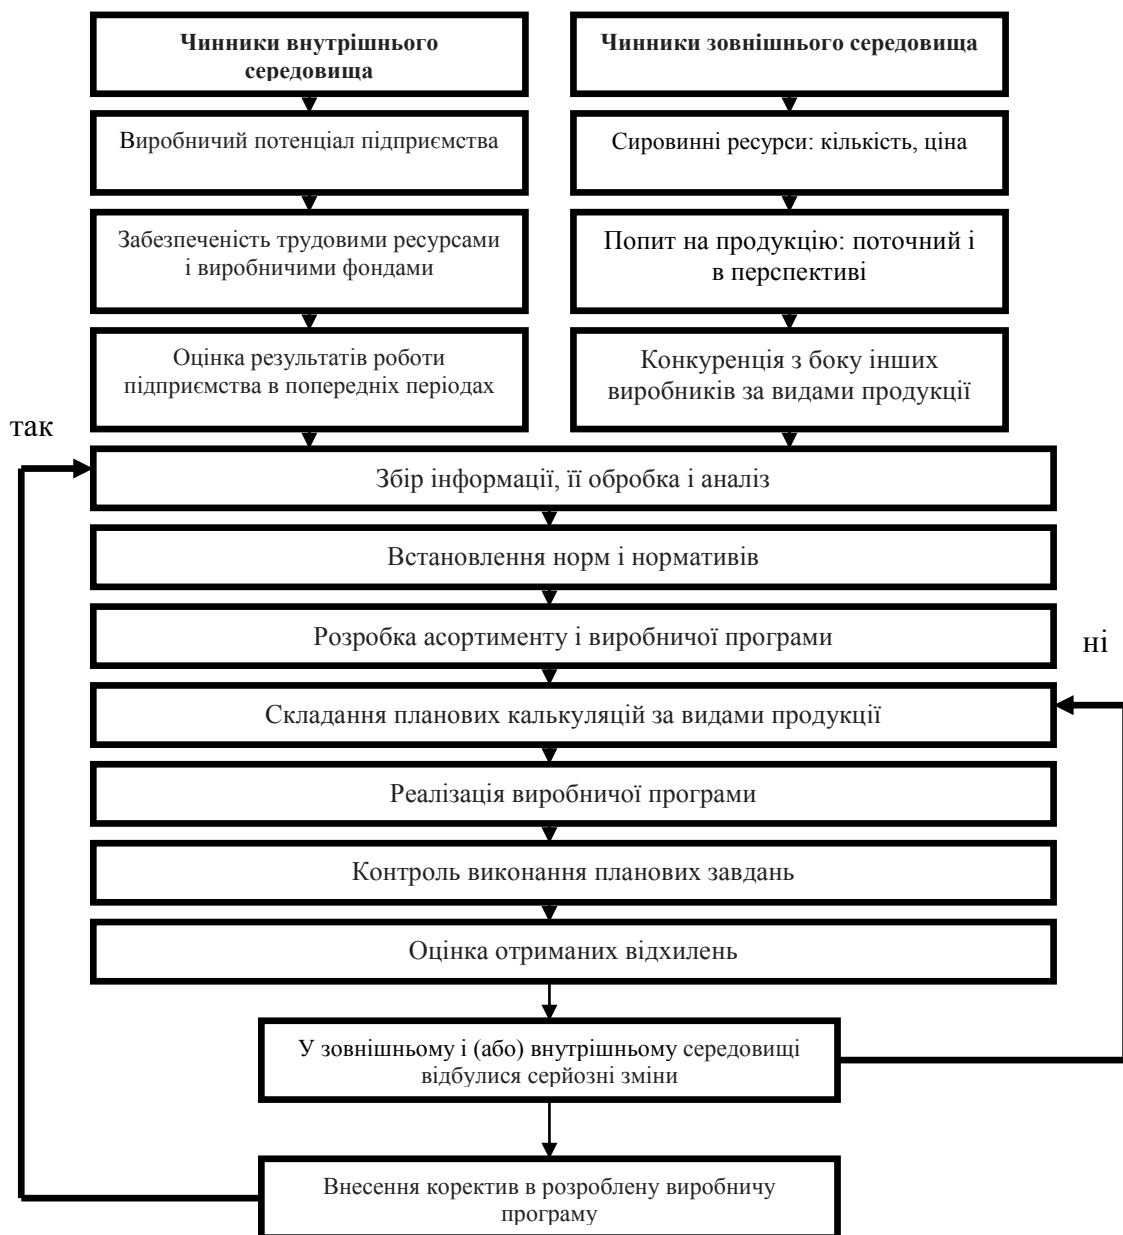 Чинники внутрішнього
середовища
Чинники зовнішнього середовища
Виробничий потенціал підприємства
Сировинні ресурси: кількість, ціна
Забезпеченість трудовими ресурсами
і виробничими фондами
Попит на продукцію: поточний і
в перспективі
Оцінка результатів роботи
підприємства в попередніх періодах
Конкуренція з боку інших
виробників за видами продукції
так
Збір інформації, її обробка і аналіз
Встановлення норм і нормативів
Розробка асортименту і виробничої програми
ні
Складання планових калькуляцій за видами продукції
Реалізація виробничої програми
Контроль виконання планових завдань
Оцінка отриманих відхилень
У зовнішньому і (або) внутрішньому середовищі
відбулися серйозні зміни
Внесення коректив в розроблену виробничу
програму